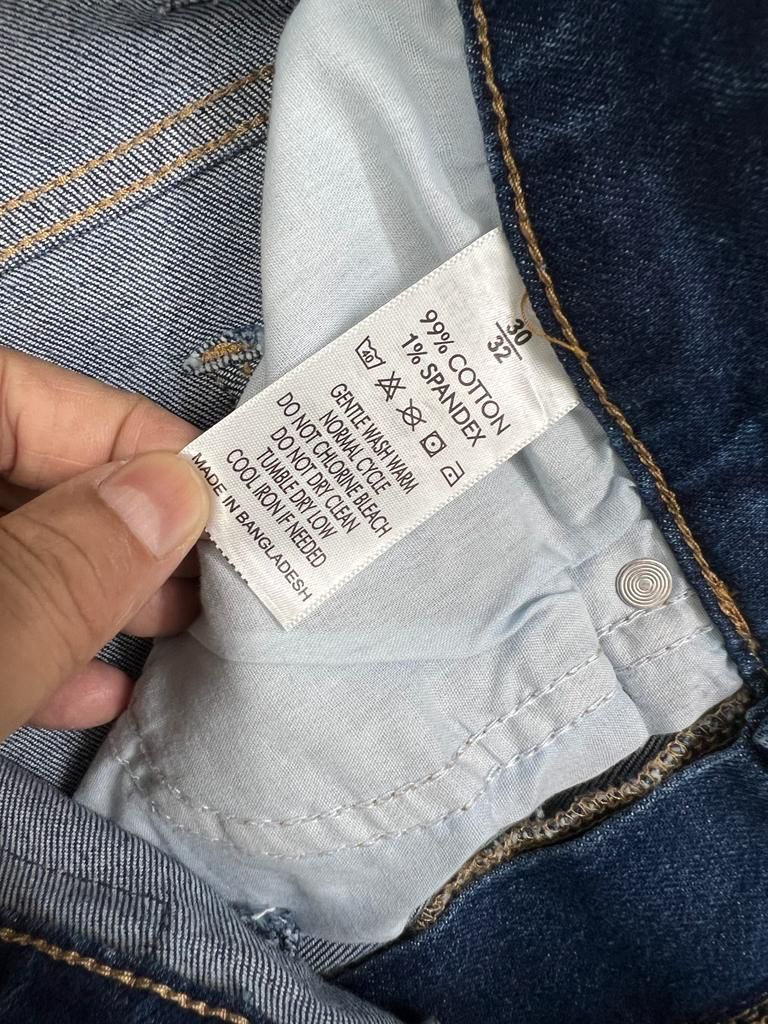 30
32
99% COTTON
1% SPANDEX
40
GENTLE WASH WARM
NORMAL CYCLE
DO NOT CHLORINE BLEACH
DO NOT DRY CLEAN
TUMBLE DRY LOW
COOL IRON IF NEEDED
MADE IN BANGLADESH